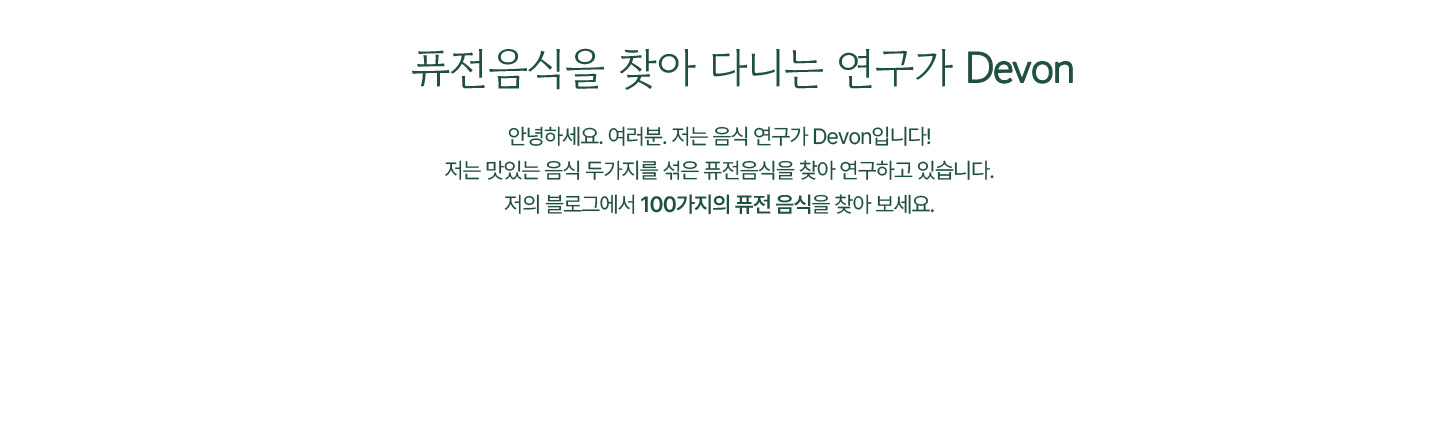 퓨전음식을 찾아 다니는 연구가 Devon
안녕하세요. 여러분. 저는 음식 연구가 Devon입니다!
저는 맛있는 음식 두가지를 섞은 퓨전음식을 찾아 연구하고 있습니다.
저의 블로그에서 100가지의 퓨전 음식을 찾아 보세요.